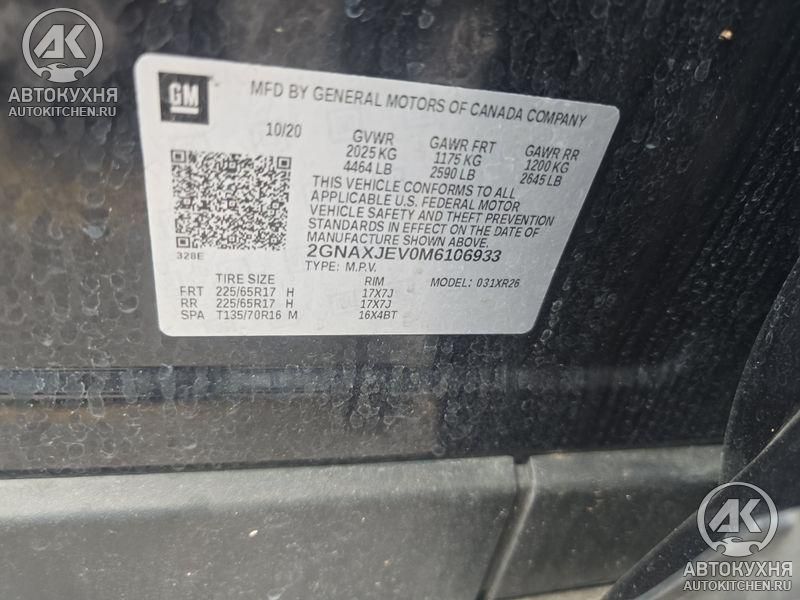 AK
АВТОКУХНЯ
AUTOKITCHEN.RU
GM
MFD BY GENERAL MOTORS OF CANADA COMPANY
10/20 GVWR GAWR FRT GAWR RR
2025 KG 1175 KG 1200 KG
4464 LB 2590 LB 2645 LB
THIS VEHICLE CONFORMS TO ALL
APPLICABLE U.S. FEDERAL MOTOR
VEHICLE SAFETY AND THEFT PREVENTION
STANDARDS IN EFFECT ON THE DATE OF
MANUFACTURE SHOWN ABOVE.
328E
2GNAXJEV0M6106933
TYPE: M.P.V.
TIRE SIZE RIM MODEL: 031XR26
FRT 225/65R17 H 17X7J
RR 225/65R17 H 17X7J
SPA T135/70R16 M 16X4BT
AK
АВТОКУХНЯ
AUTOKITCHEN.RU